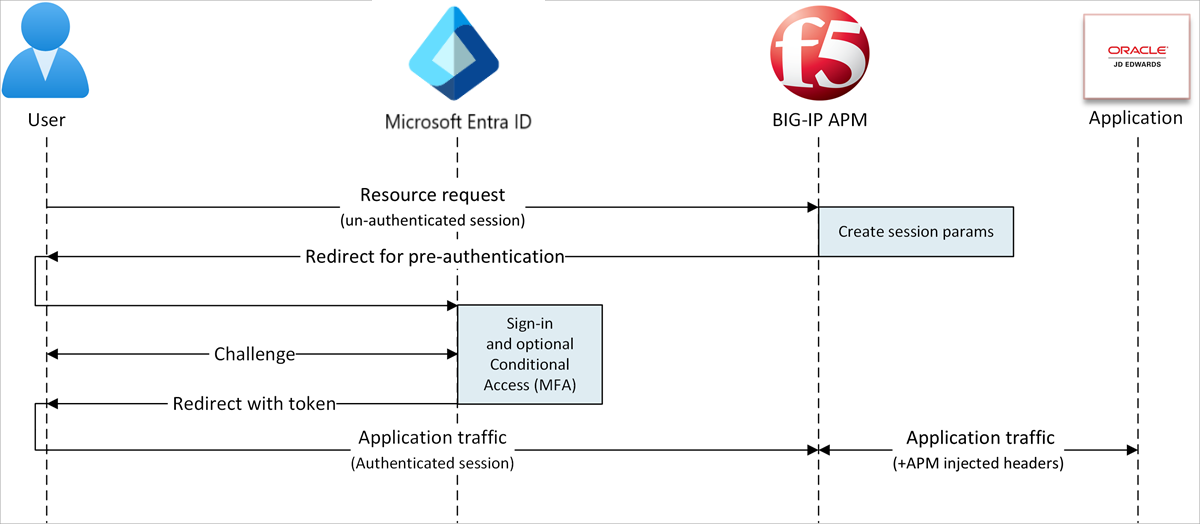 f5
ORACLE
JD EDWARDS
User
Microsoft Entra ID
BIG-IP APM
Application
Resource request
(un-authenticated session)
Create session params
Redirect for pre-authentication
Sign-in
and optional
Conditional
Access (MFA)
Challenge
Redirect with token
Application traffic
(Authenticated session)
Application traffic
(+APM injected headers)